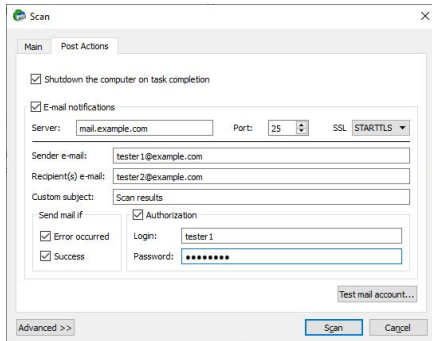 Scan
Main Post Actions
Shutdown the computer on task completion
E-mail notifications
Server: mail.example.com Port: 25 SSL STARTTLS
Sender e-mail: tester1@example.com
Recipient(s) e-mail: tester2@example.com
Custom subject: Scan results
Send mail if Authorization
Error occurred Login: tester1
Success Password: ●●●●●●●●
Test mail account...
Advanced >> Scan Cancel